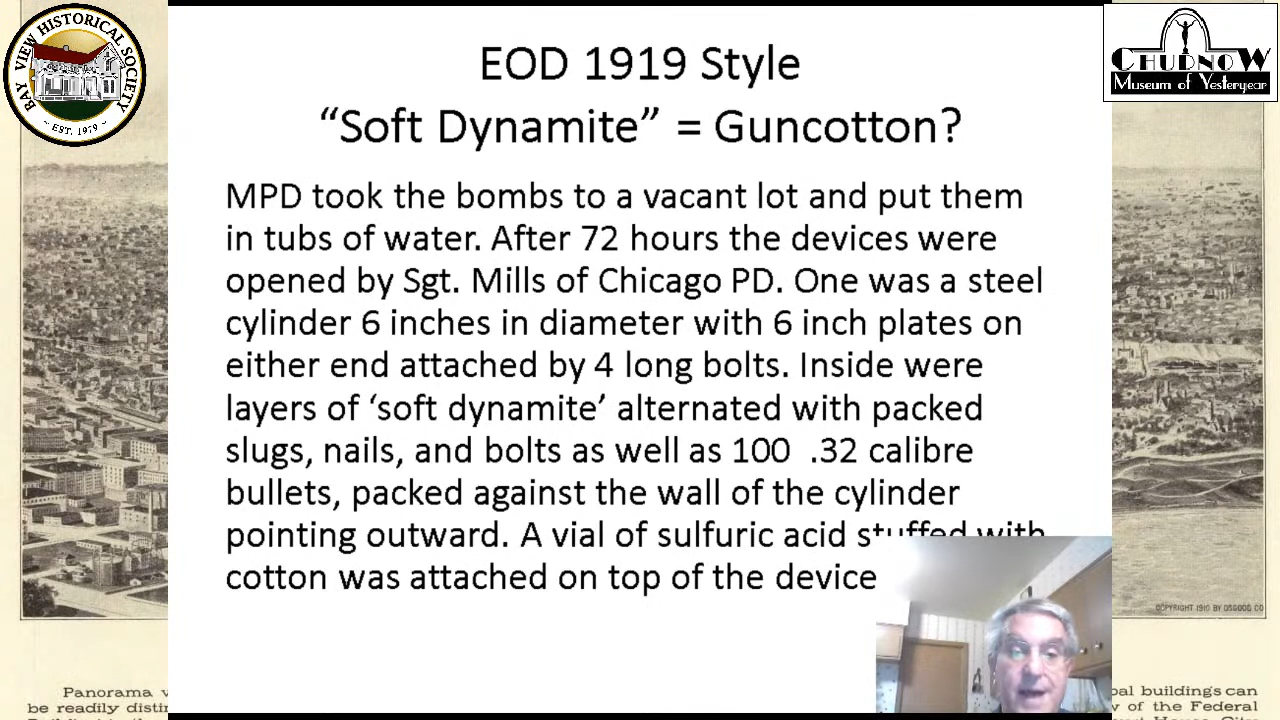 BAY VIEW HISTORICAL SOCIETY
~ EST. 1979 ~
CHUDNOW
Museum of Yesteryear
EOD 1919 Style
“Soft Dynamite” = Guncotton?
MPD took the bombs to a vacant lot and put them
in tubs of water. After 72 hours the devices were
opened by Sgt. Mills of Chicago PD. One was a steel
cylinder 6 inches in diameter with 6 inch plates on
either end attached by 4 long bolts. Inside were
layers of ‘soft dynamite’ alternated with packed
slugs, nails, and bolts as well as 100 .32 calibre
bullets, packed against the wall of the cylinder
pointing outward. A vial of sulfuric acid stuffed with
cotton was attached on top of the device
COPYRIGHT 1910 BY OSGOOD CO
Panorama
be readily
buildings can
of the Federal